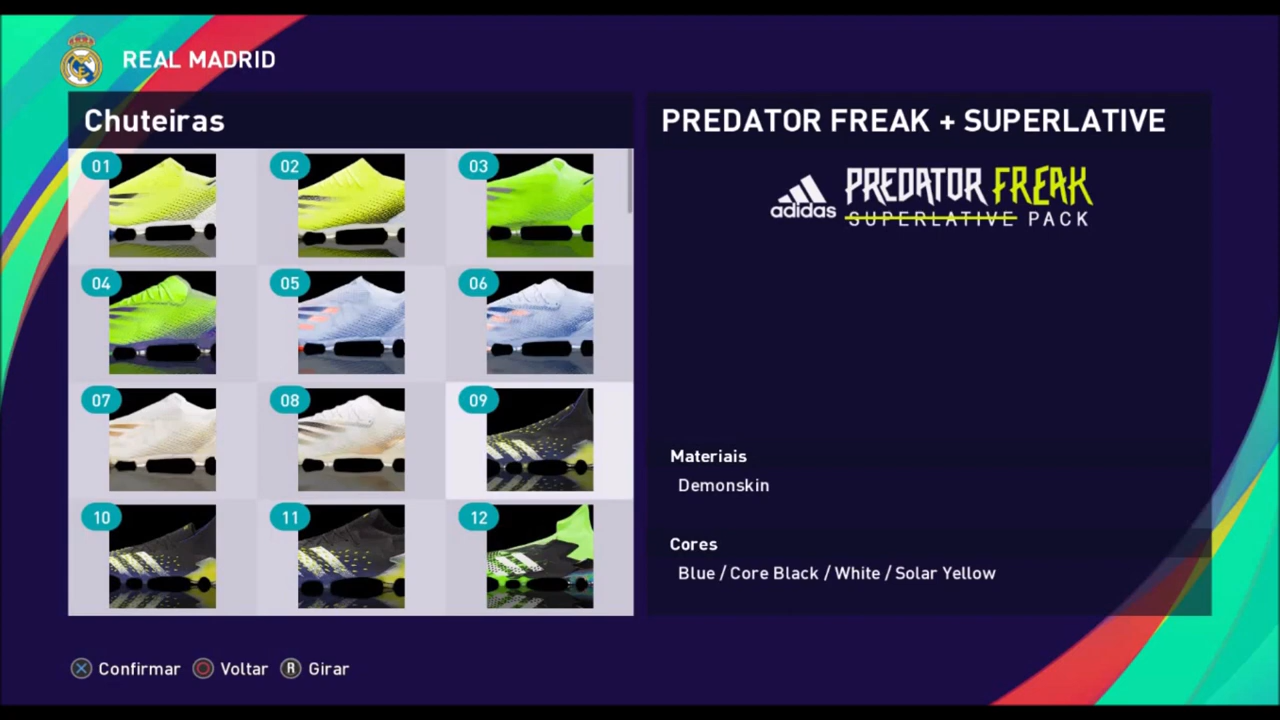 REAL MADRID
Chuteiras
01
02
03
04
05
06
07
08
09
10
11
12
PREDATOR FREAK + SUPERLATIVE
adidas
PREDATOR FREAK
SUPERLATIVE PACK
Materiais
Demonskin
Cores
Blue / Core Black / White / Solar Yellow
Confirmar
Voltar
R Girar